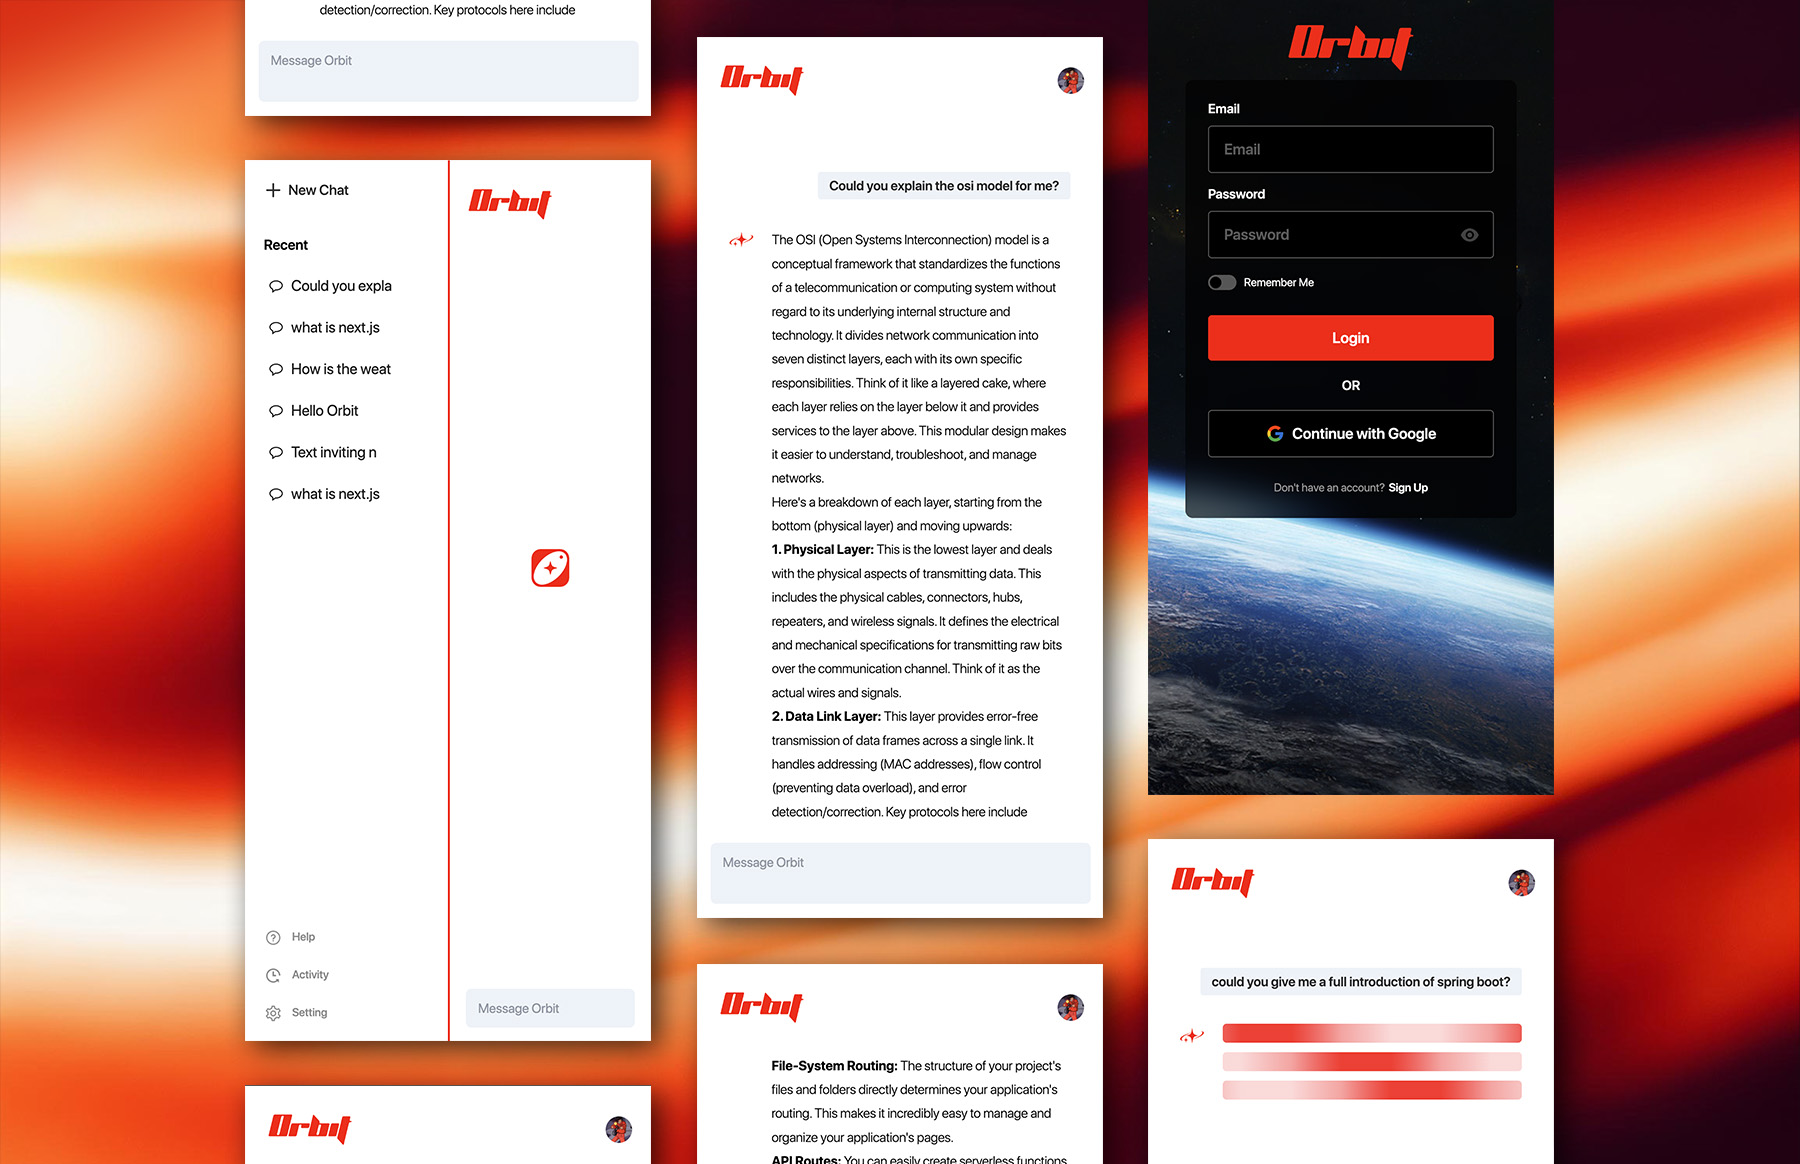 detection/correction. Key protocols here include
Message Orbit
New Chat
Recent
Could you expla
what is next.js
How is the weat
Hello Orbit
Text inviting n
what is next.js
Help
Activity
Setting
Orbit
Message Orbit
Orbit
Orbit
Could you explain the osi model for me?
The OSI (Open Systems Interconnection) model is a
conceptual framework that standardizes the functions
of a telecommunication or computing system without
regard to its underlying internal structure and
technology. It divides network communication into
seven distinct layers, each with its own specific
responsibilities. Think of it like a layered cake, where
each layer relies on the layer below it and provides
services to the layer above. This modular design makes
it easier to understand, troubleshoot, and manage
networks.
Here's a breakdown of each layer, starting from the
bottom (physical layer) and moving upwards:
1. Physical Layer: This is the lowest layer and deals
with the physical aspects of transmitting data. This
includes the physical cables, connectors, hubs,
repeaters, and wireless signals. It defines the electrical
and mechanical specifications for transmitting raw bits
over the communication channel. Think of it as the
actual wires and signals.
2. Data Link Layer: This layer provides error-free
transmission of data frames across a single link. It
handles addressing (MAC addresses), flow control
(preventing data overload), and error
detection/correction. Key protocols here include
Message Orbit
Orbit
File-System Routing: The structure of your project's
files and folders directly determines your application's
routing. This makes it incredibly easy to manage and
organize your application's pages.
API Routes: You can easily create serverless functions
Orbit
Email
Email
Password
Password
Remember Me
Login
OR
Continue with Google
Don't have an account? Sign Up
Orbit
could you give me a full introduction of spring boot?